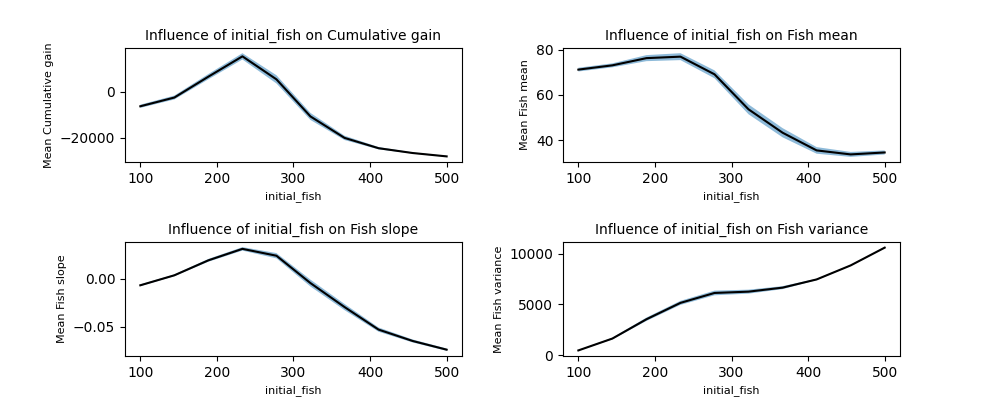 Influence of initial_fish on Cumulative gain
Mean Cumulative gain
0
−20000
100 200 300 400 500
initial_fish
Influence of initial_fish on Fish mean
Mean Fish mean
80
60
40
100 200 300 400 500
initial_fish
Influence of initial_fish on Fish slope
Mean Fish slope
0.00
−0.05
100 200 300 400 500
initial_fish
Influence of initial_fish on Fish variance
Mean Fish variance
10000
5000
0
100 200 300 400 500
initial_fish